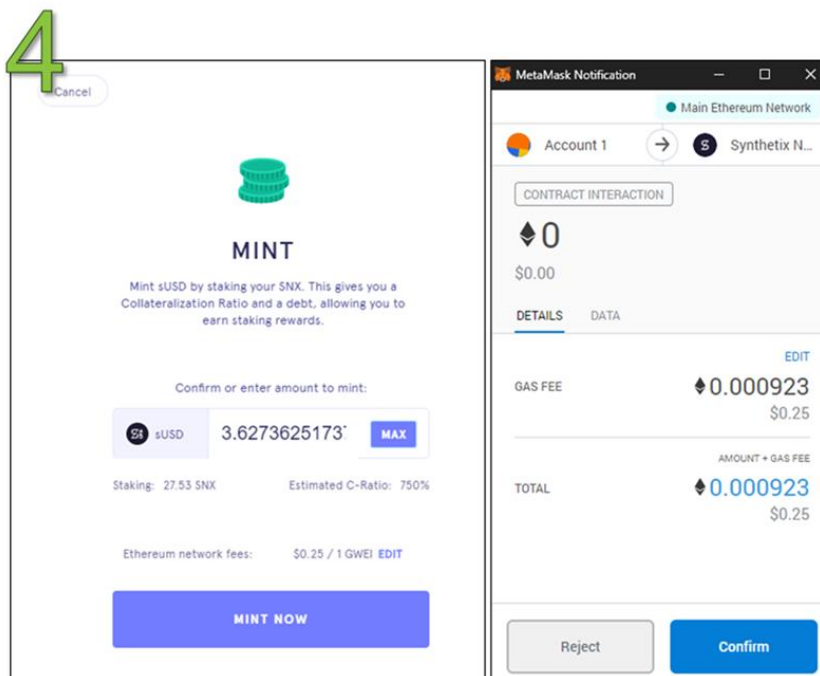 4
Cancel
MINT
Mint sUSD by staking your SNX. This gives you a
Collateralization Ratio and a debt, allowing you to
earn staking rewards.
Confirm or enter amount to mint:
sUSD 3.6273625173 MAX
Staking: 27.53 SNX Estimated C-Ratio: 750%
Ethereum network fees: $0.25 / 1 GWEI EDIT
MINT NOW
MetaMask Notification
Main Ethereum Network
Account 1 S Synthetix N...
CONTRACT INTERACTION
0
$0.00
DETAILS DATA
EDIT
GAS FEE 0.000923
$0.25
AMOUNT + GAS FEE
TOTAL 0.000923
$0.25
Reject Confirm